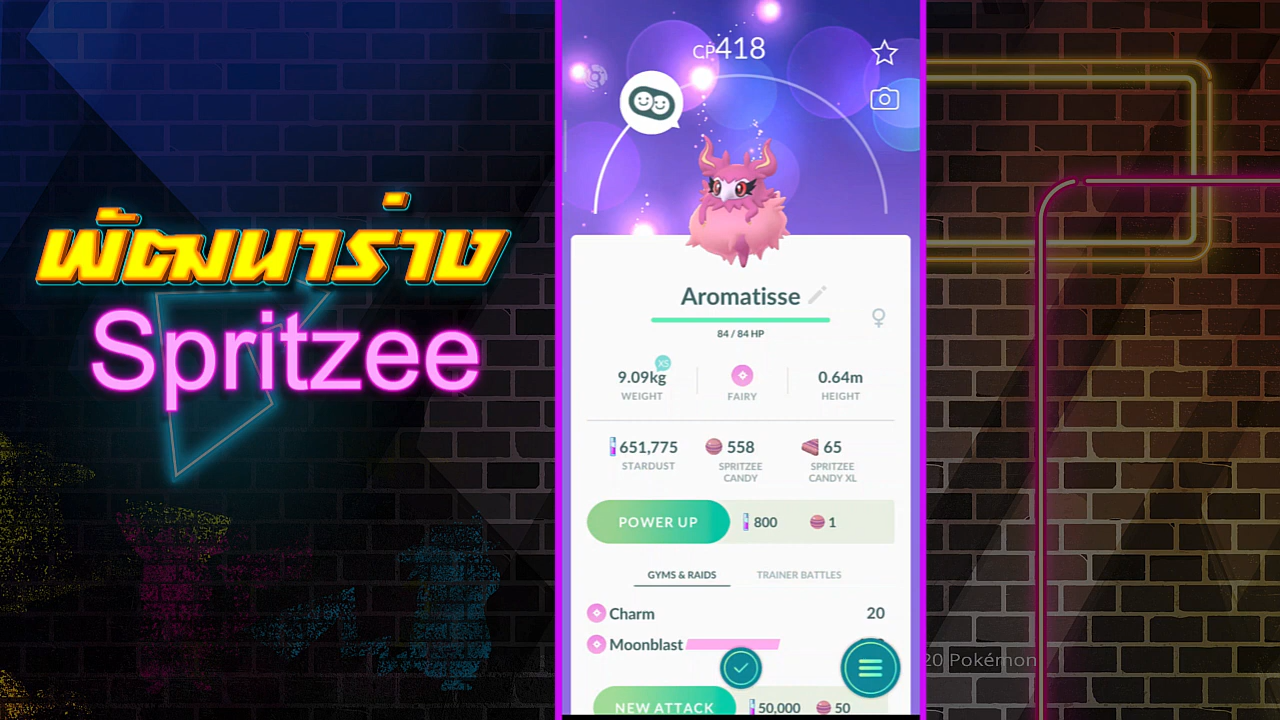 พัฒนาร่าง
Spritzee
CP418
Aromatisse
84 / 84 HP
XS
9.09kg
WEIGHT
FAIRY
0.64m
HEIGHT
651,775
STARDUST
558
SPRITZEE
CANDY
65
SPRITZEE
CANDY XL
POWER UP 800 1
GYMS & RAIDS TRAINER BATTLES
Charm 20
Moonblast
NEW ATTACK 50,000 50
20 Pokémon